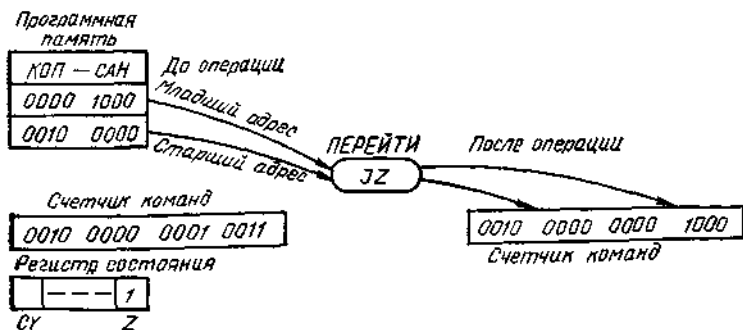 Программная
память
КОП — САН
До операции
0000 1000
Младший адрес
0010 0000
Старший адрес
ПЕРЕЙТИ
JZ
После операции
Счетчик команд
0010 0000 0001 0011
0010 0000 0000 1000
Счетчик команд
Регистр состояния
1
CY Z